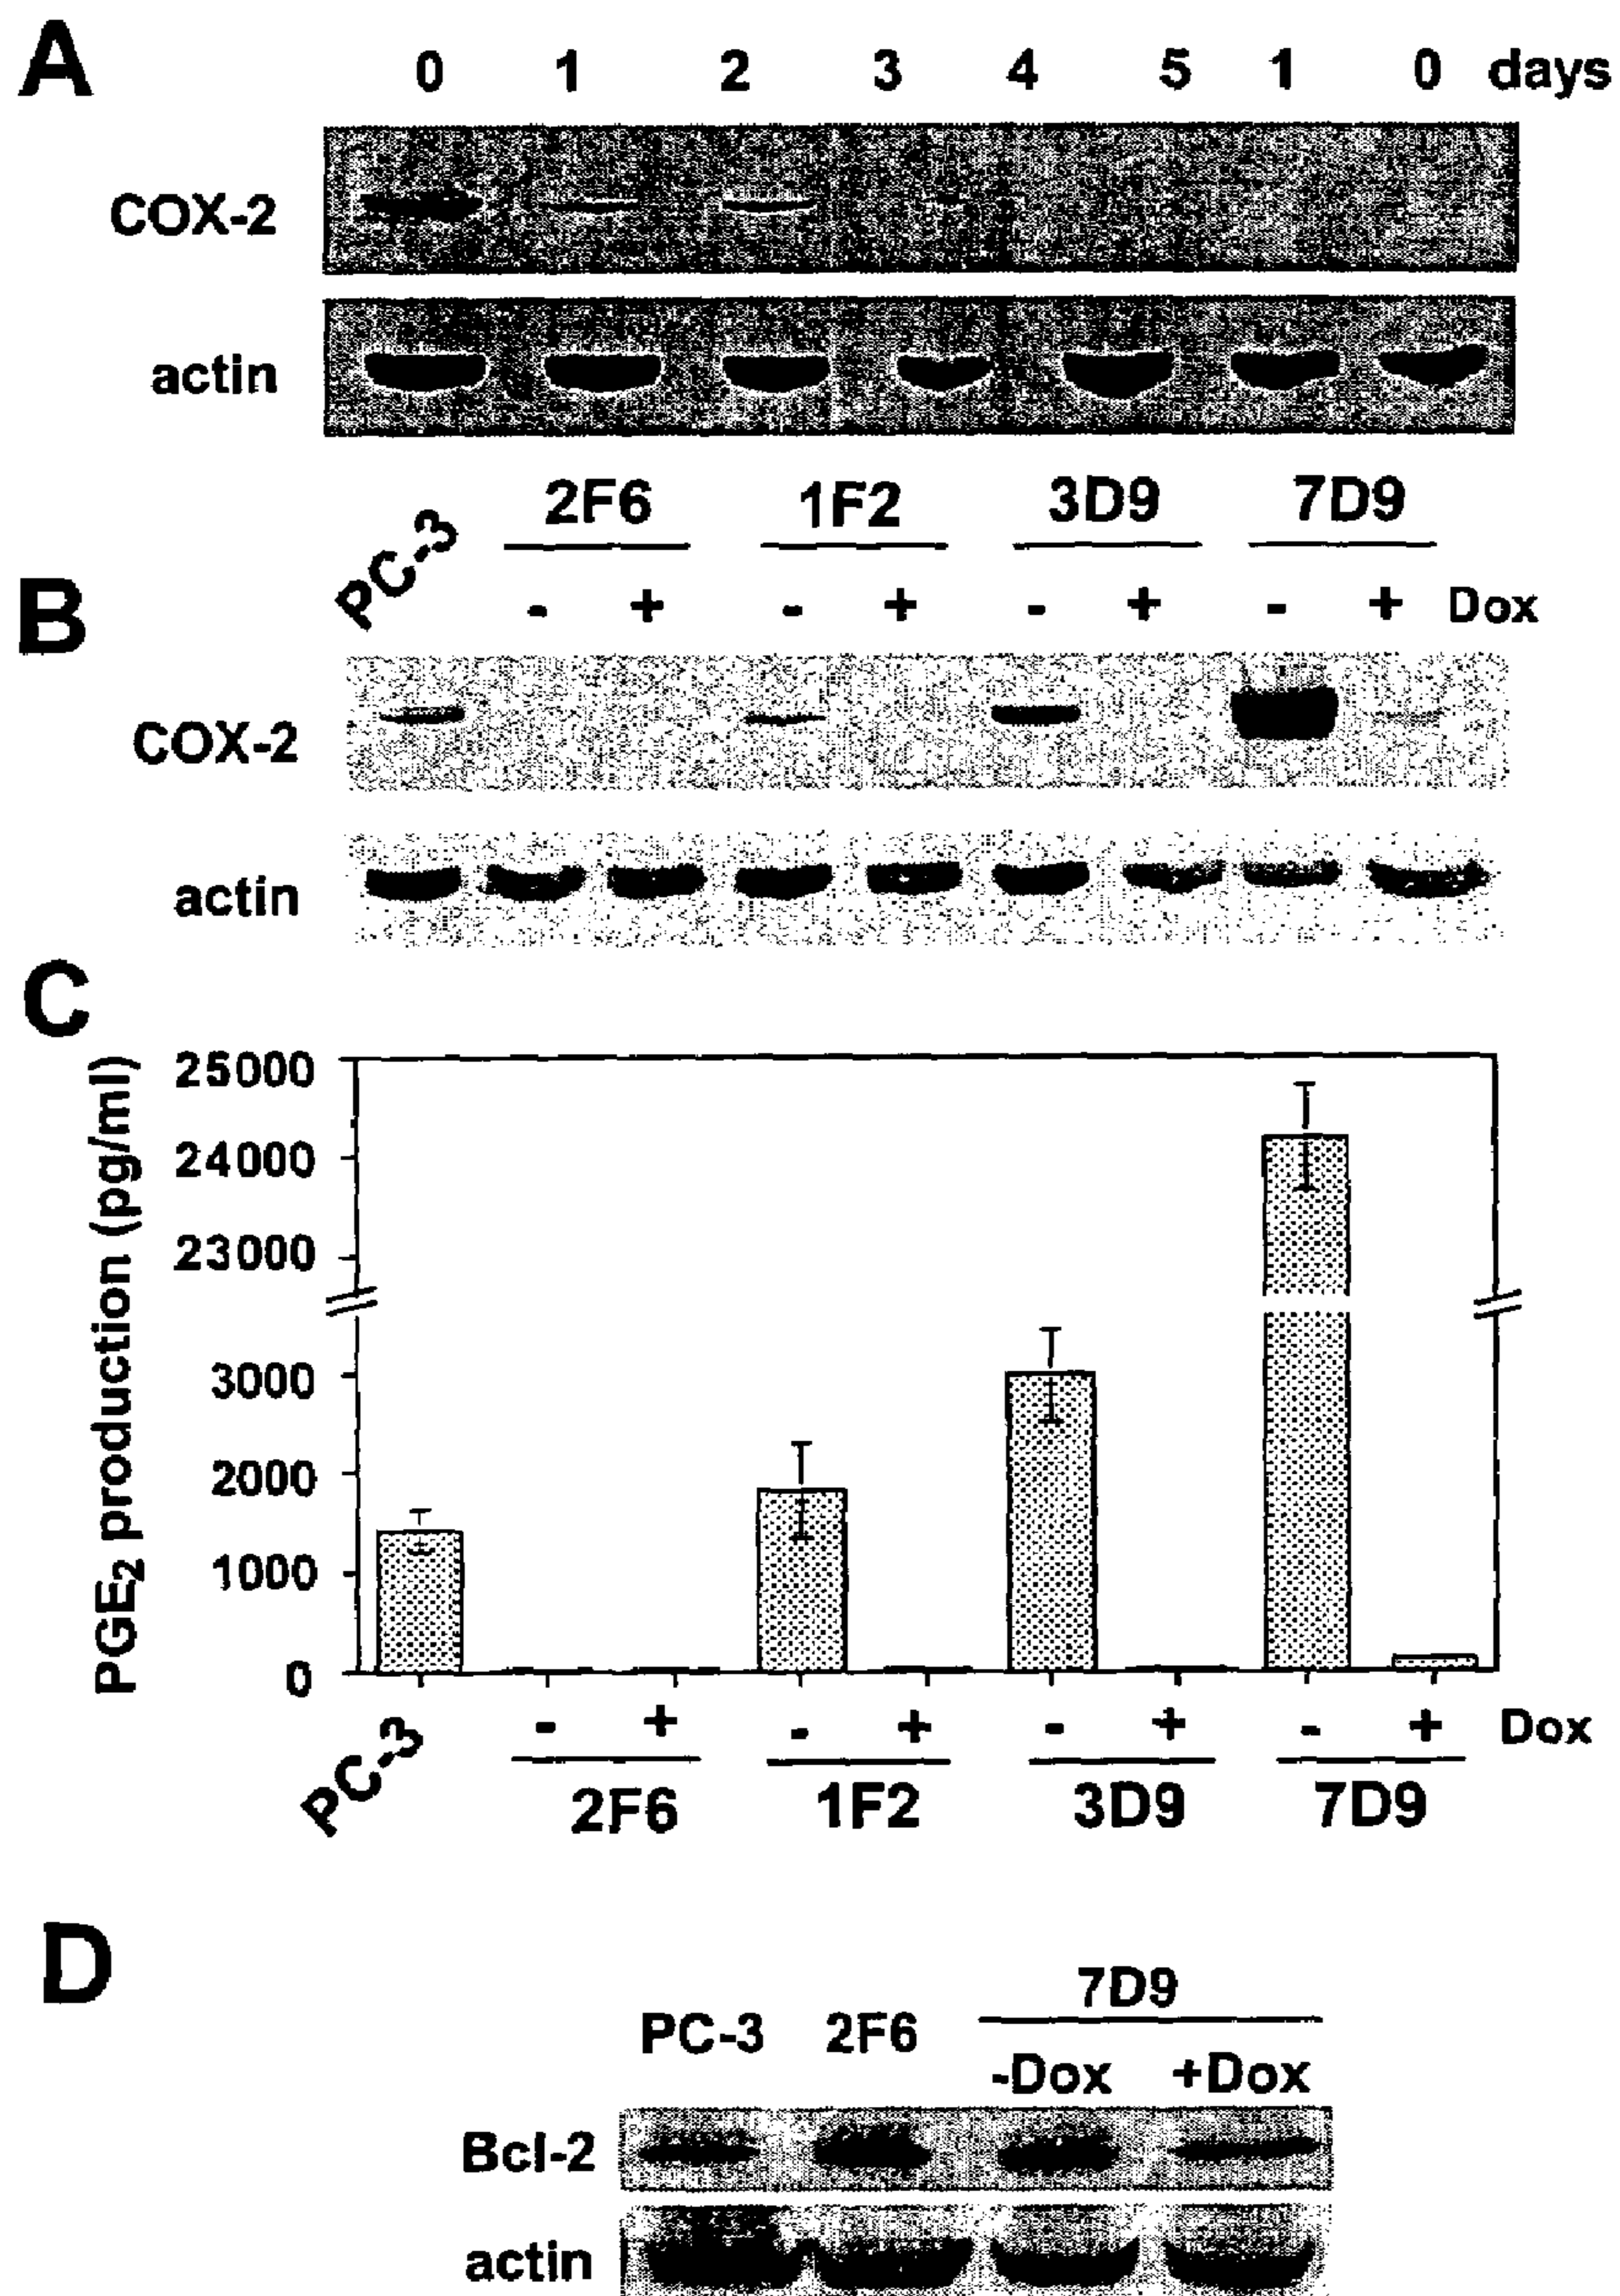 A
0 1 2 3 4 5 1 0 days
COX-2
actin
2F6 1F2 3D9 7D9
PC-3
B
- + - + - + - + Dox
COX-2
actin
C
PGE2 production (pg/ml)
25000
24000
23000
3000
2000
1000
0
PC-3
- + - + - + - + Dox
2F6 1F2 3D9 7D9
D
7D9
PC-3 2F6
-Dox +Dox
Bcl-2
actin